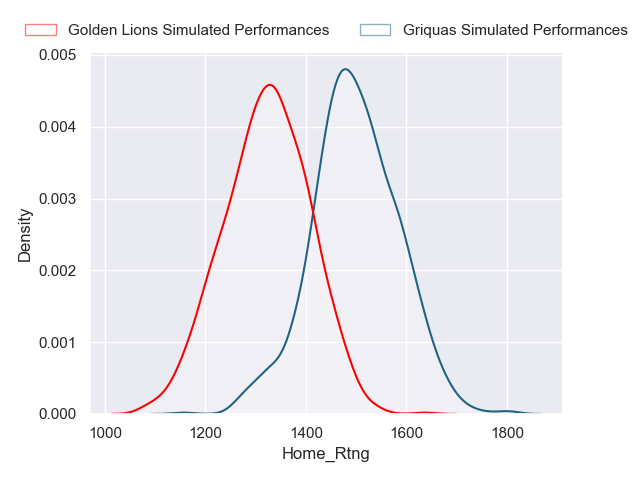 Golden Lions Simulated Performances Griquas Simulated Performances
0.005
0.004
0.003
0.002
0.001
0.000
Density
1000 1200 1400 1600 1800
Home_Rtng